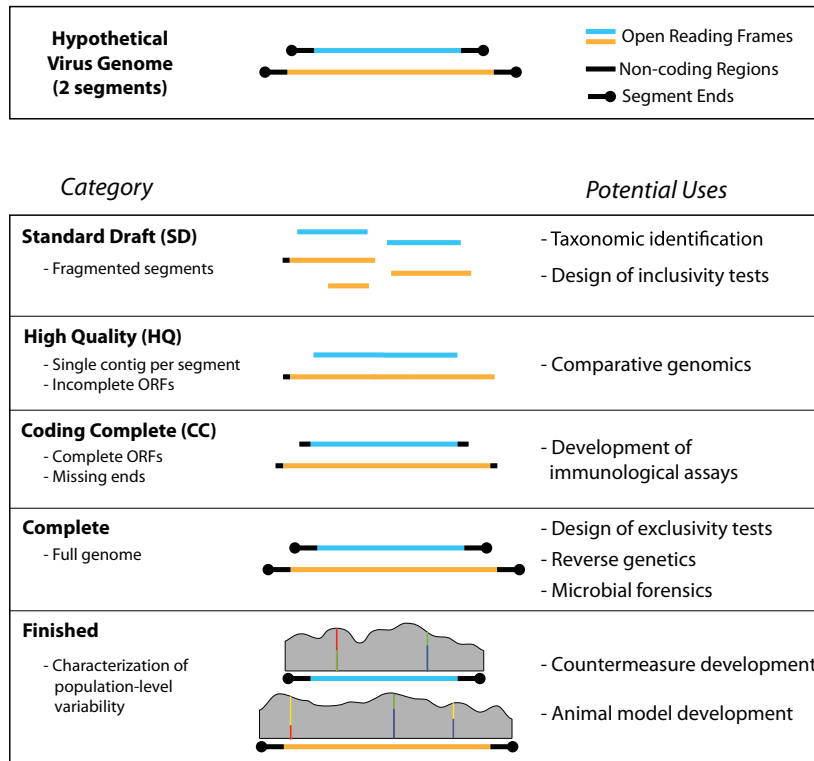 Hypothetical
Virus Genome
(2 segments)
Open Reading Frames
Non-coding Regions
Segment Ends
Category
Potential Uses
Standard Draft (SD)
- Fragmented segments
- Taxonomic identification
- Design of inclusivity tests
High Quality (HQ)
- Single contig per segment
- Incomplete ORFs
- Comparative genomics
Coding Complete (CC)
- Complete ORFs
- Missing ends
- Development of
immunological assays
Complete
- Full genome
- Design of exclusivity tests
- Reverse genetics
- Microbial forensics
Finished
- Characterization of
population-level
variability
- Countermeasure development
- Animal model development